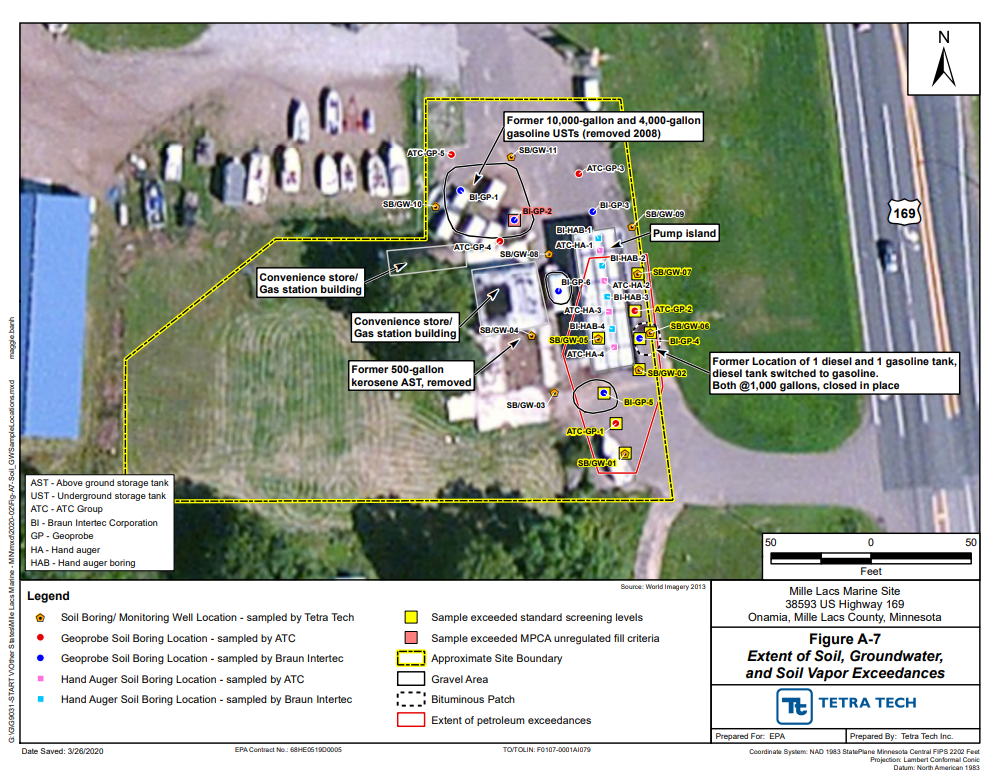 N
Former 10,000-gallon and 4,000-gallon
gasoline USTs (removed 2008)
ATC-GP-5
SB/GW-11
ATC-GP-3
BI-GP-1
SB/GW-10
BI-GP-2
BI-GP-3
SB/GW-09
169
BI-HAB-1
Pump island
ATC-GP-4
ATC-HA-1
SB/GW-08
BI-HAB-2
SB/GW-07
Convenience store/
Gas station building
BI-GP-6
ATC-HA-2
BI-HAB-3
ATC-HA-3
ATC-GP-2
Convenience store/
Gas station building
SB/GW-04
BI-HAB-4
SB/GW-06
SB/GW-05
BI-GP-4
ATC-HA-4
Former Location of 1 diesel and 1 gasoline tank,
diesel tank switched to gasoline.
Both @1,000 gallons, closed in place
Former 500-gallon
kerosene AST, removed
SB/GW-02
SB/GW-03
BI-GP-5
ATC-GP-1
SB/GW-01
AST - Above ground storage tank
UST - Underground storage tank
ATC - ATC Group
BI - Braun Intertec Corporation
GP - Geoprobe
HA - Hand auger
HAB - Hand auger boring
50 0 50
Feet
Source: World Imagery 2013
Legend
Soil Boring/ Monitoring Well Location - sampled by Tetra Tech
Geoprobe Soil Boring Location - sampled by ATC
Geoprobe Soil Boring Location - sampled by Braun Intertec
Hand Auger Soil Boring Location - sampled by ATC
Hand Auger Soil Boring Location - sampled by Braun Intertec
Sample exceeded standard screening levels
Sample exceeded MPCA unregulated fill criteria
Approximate Site Boundary
Gravel Area
Bituminous Patch
Extent of petroleum exceedances
Mille Lacs Marine Site
38593 US Highway 169
Onamia, Mille Lacs County, Minnesota
Figure A-7
Extent of Soil, Groundwater,
and Soil Vapor Exceedances
Tt TETRA TECH
Prepared For: EPA
Prepared By: Tetra Tech Inc.
Date Saved: 3/26/2020
EPA Contract No.: 68HE0519D0005
TO/TOLIN: F0107-0001AI079
Coordinate System: NAD 1983 StatePlane Minnesota Central FIPS 2202 Feet
Projection: Lambert Conformal Conic
Datum: North American 1983
maggie.banh